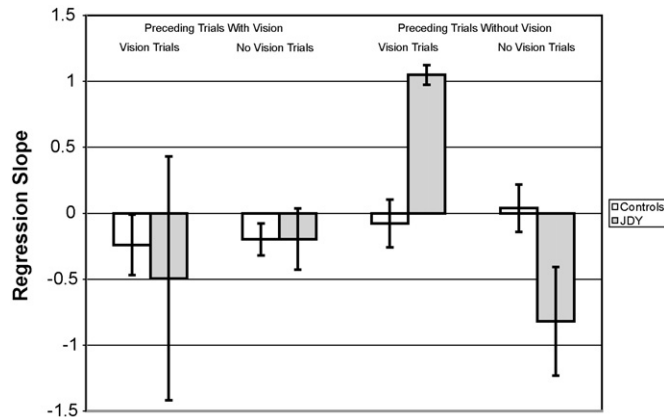 1.5
Preceding Trials With Vision
Preceding Trials Without Vision
Vision Trials
No Vision Trials
Vision Trials
No Vision Trials
1
0.5
0
-0.5
-1
-1.5
Regression Slope
Controls
JDY